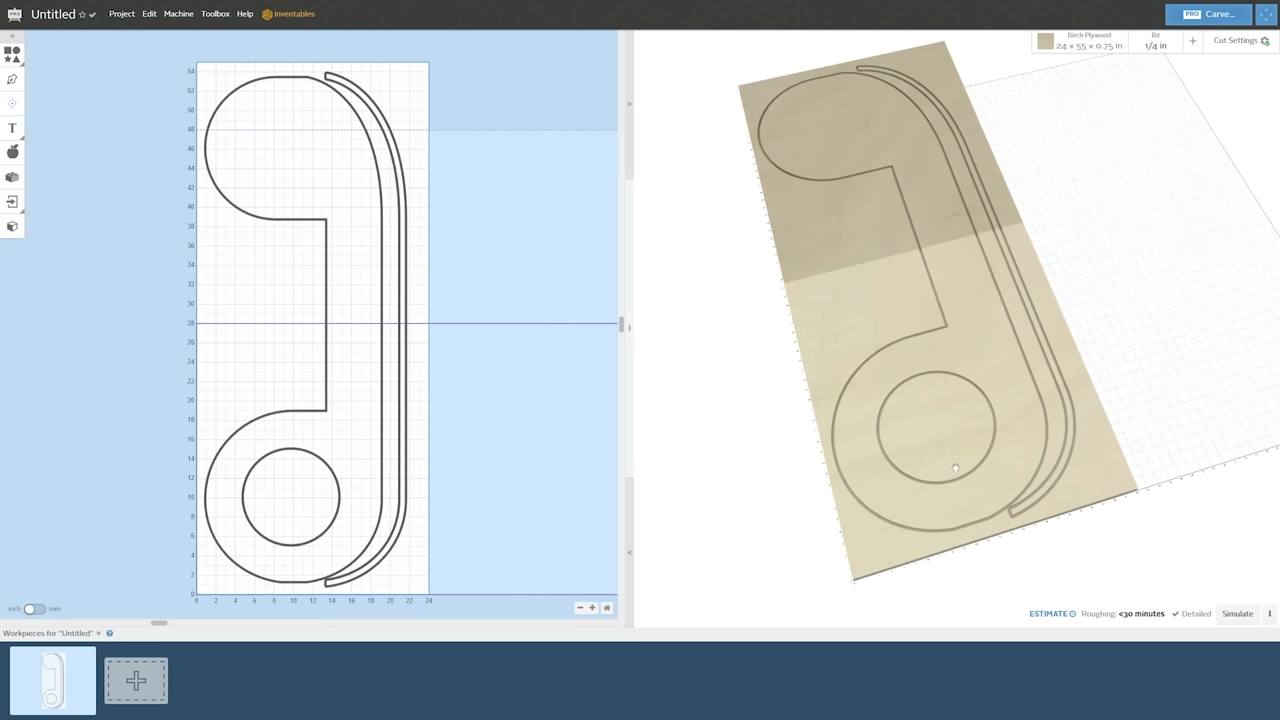 Untitled Project Edit Machine Toolbox Help Inventables PRO Carve...
Birch Plywood
24 × 55 × 0.75 in
Bit
1/4 in
Cut Settings
T
54
52
50
48
46
44
42
40
38
36
34
32
30
28
26
24
22
20
18
16
14
12
10
8
6
4
2
0
0 2 4 6 8 10 12 14 16 18 20 22 24
inch mm
ESTIMATE Roughing: <30 minutes Detailed Simulate
Workpieces for "Untitled"